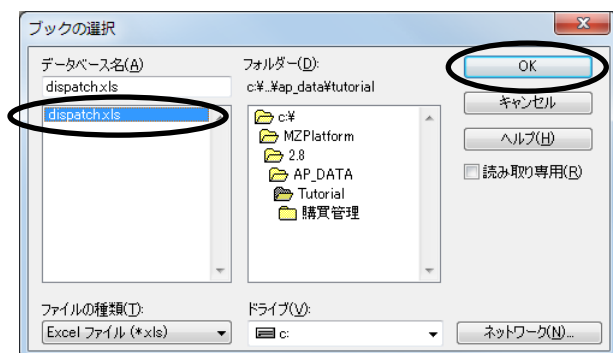 ブックの選択
データベース名(A)
dispatch.xls
dispatch.xls
ファイルの種類(T):
Excel ファイル (*.xls)
フォルダー(D):
c:¥..¥ap_data¥tutorial
c:¥
MZPlatform
2.8
AP_DATA
Tutorial
購買管理
ドライブ(V):
c:
OK
キャンセル
ヘルプ(H)
読み取り専用(R)
ネットワーク(N)...